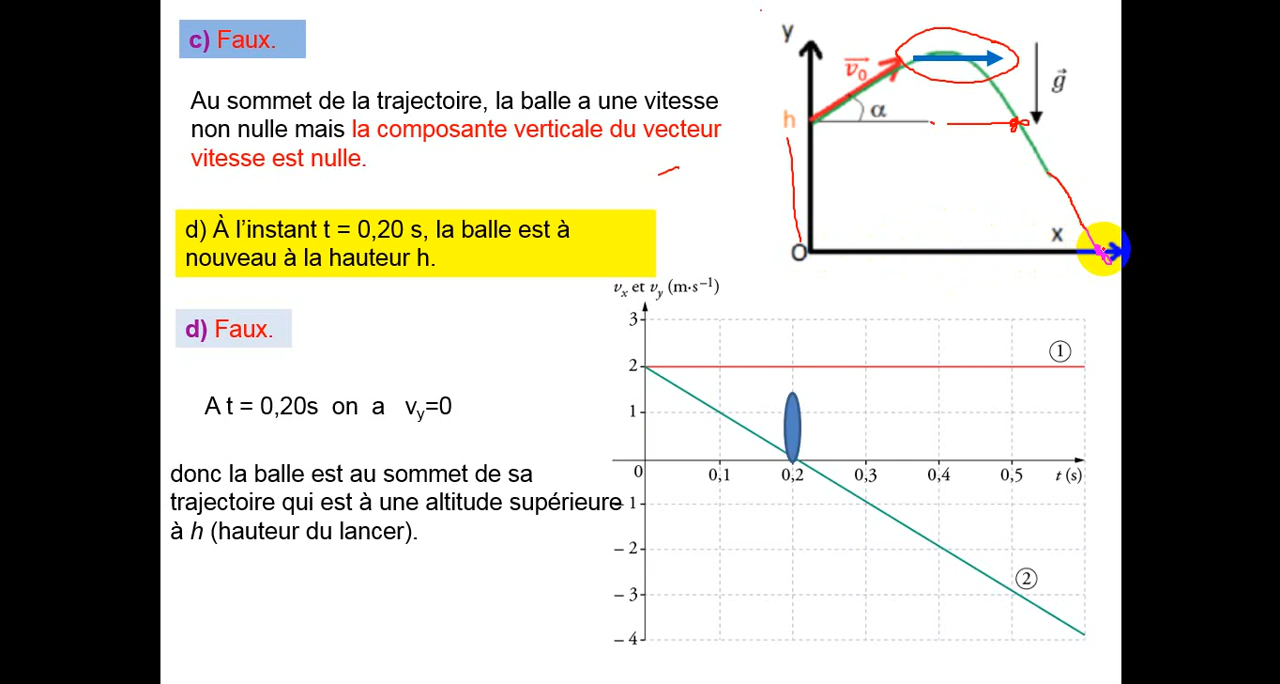 c) Faux.
Au sommet de la trajectoire, la balle a une vitesse
non nulle mais la composante verticale du vecteur
vitesse est nulle.
d) À l'instant t = 0,20 s, la balle est à
nouveau à la hauteur h.
d) Faux.
A t = 0,20s on a vy=0
donc la balle est au sommet de sa
trajectoire qui est à une altitude supérieure
à h (hauteur du lancer).
y
v0
g
h
α
x
O
vx et vy (m·s⁻¹)
3
①
2
1
0
0,1
0,2
0,3
0,4
0,5
t (s)
1
− 2
②
− 3
− 4